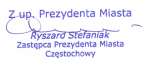 Z up. Prezydenta Miasta
Ryszard Stefaniak
Zastępca Prezydenta Miasta
Częstochowy